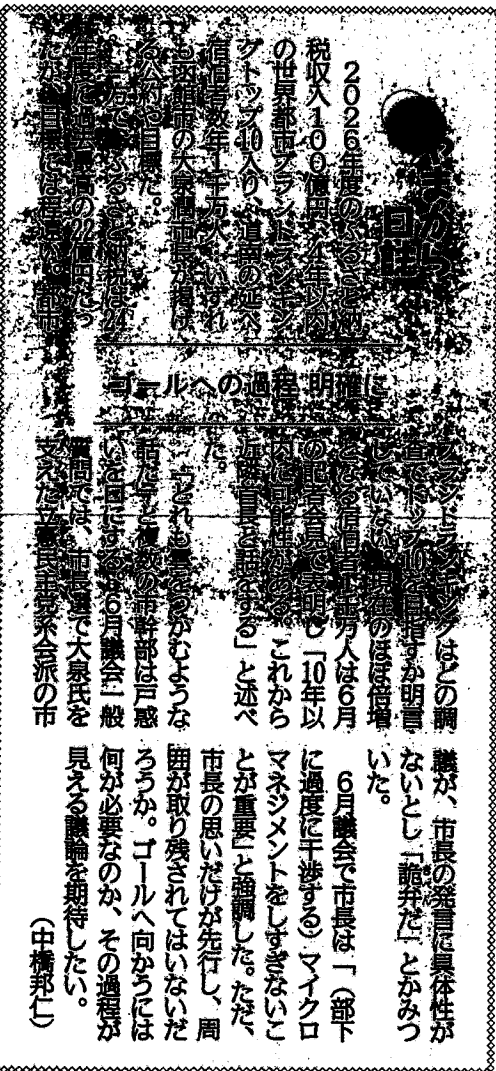 から
日誌
ゴールへの過程 明確に
2026年度のふるさと納
税収入100億円、4年以内
の世界都市ブランドランキン
グトップ10入り、道南の延べ
宿泊者数年1千万人。いずれ
も函館市の大泉潤市長が掲げ
る公約や目標だ。
一方で、ふるさと納税は24
年度に過去最高の22億円だっ
たが、目標には程遠い。都市
ブランドランキングはどの調
査でトップ10を目指すか明言
していない。現在のほぼ倍増
となる宿泊者1千万人は6月
の記者会見で表明し「10年以
内に可能性がある。これから
近隣首長と話をする」と述べ
た。
「どれも雲をつかむような
話だ」と複数の市幹部は戸惑
いを口にする。6月議会一般
質問では、市長選で大泉氏を
支えた立憲民主党系会派の市
議が、市長の発言に具体性が
ないとし「詭弁だ」とかみつ
いた。
6月議会で市長は「(部下
に過度に干渉する)マイクロ
マネジメントをしすぎないこ
とが重要」と強調した。ただ、
市長の思いだけが先行し、周
囲が取り残されてはいないだ
ろうか。ゴールへ向かうには
何が必要なのか、その過程が
見える議論を期待したい。
(中橋邦仁)